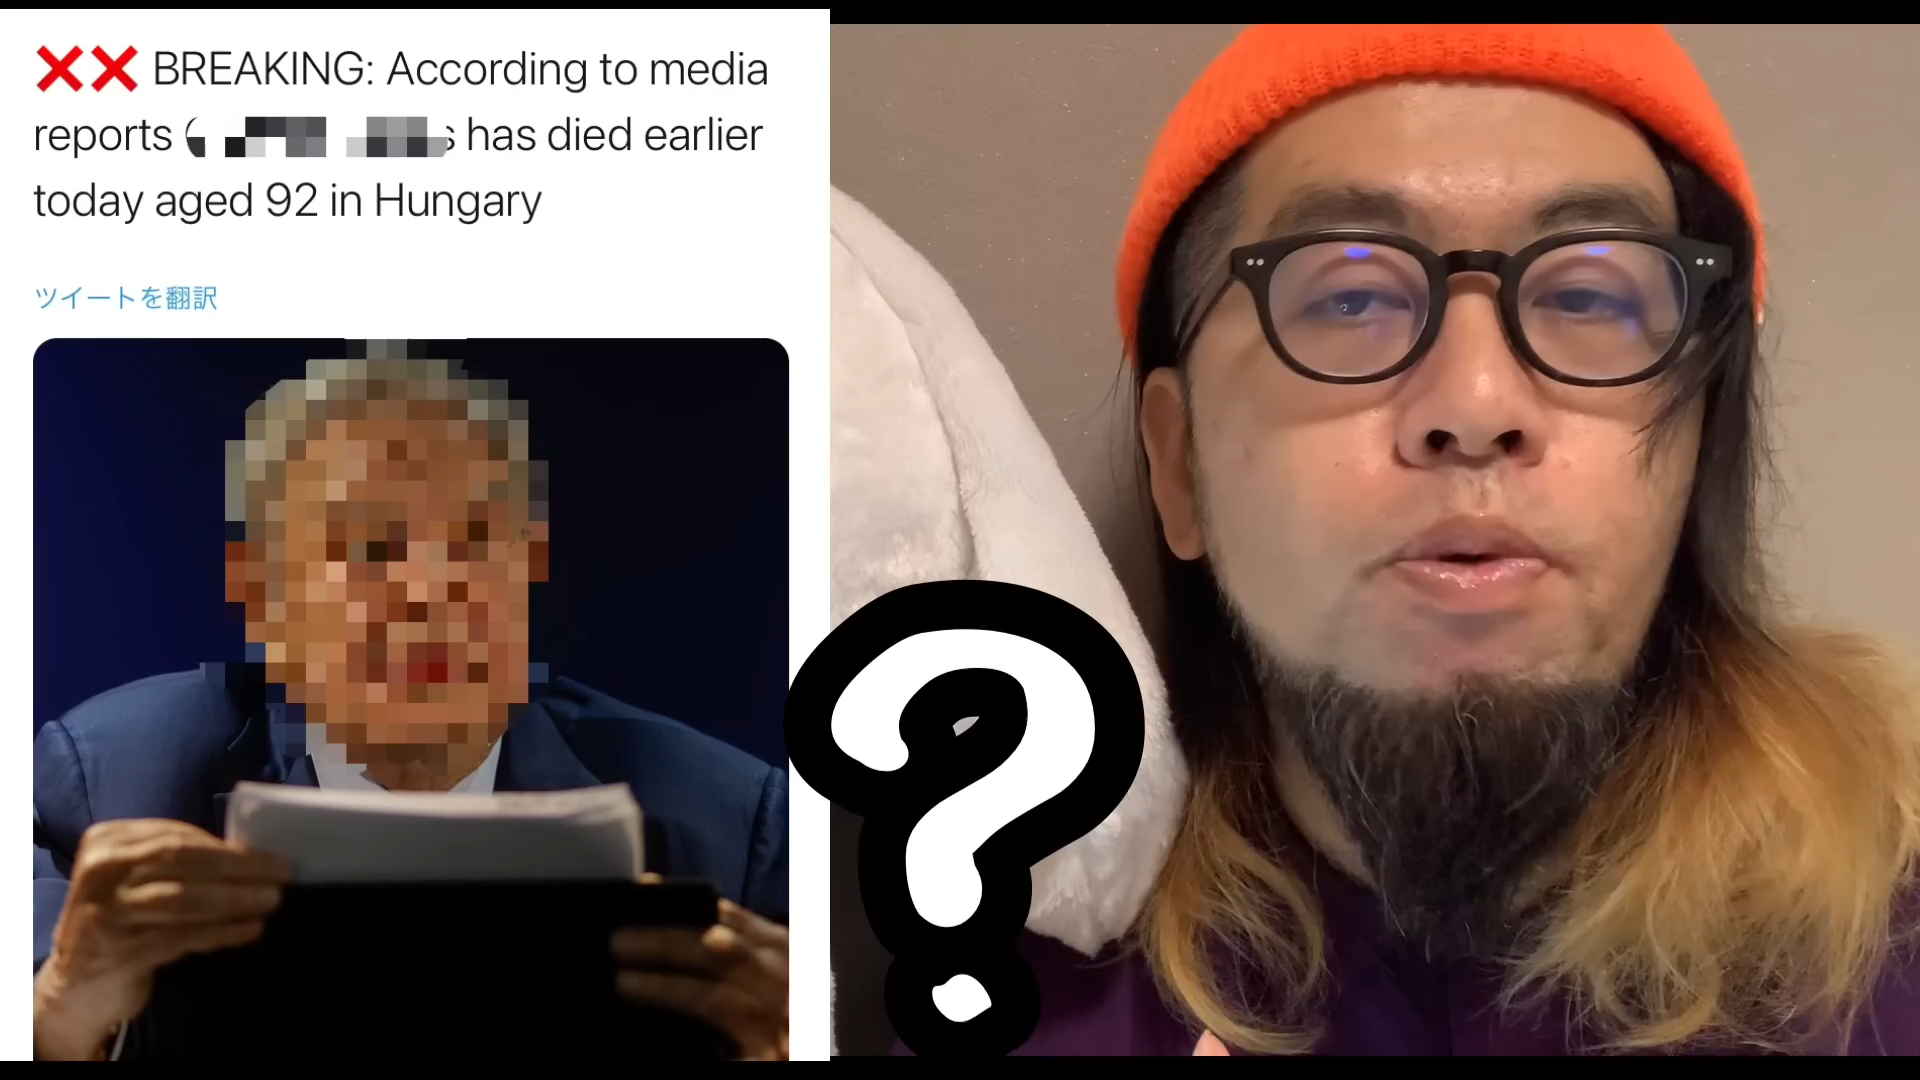 ❌❌ BREAKING: According to media
reports s has died earlier
today aged 92 in Hungary
ツイートを翻訳
?